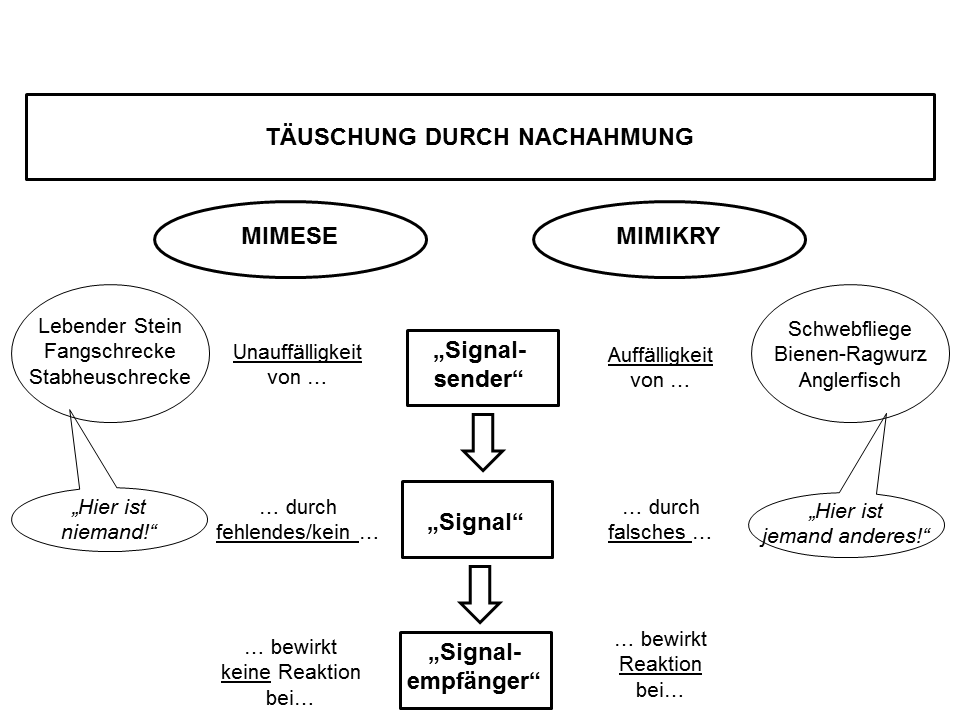 TÄUSCHUNG DURCH NACHAHMUNG
MIMESE
MIMIKRY
Lebender Stein
Fangschrecke
Stabheuschrecke
Unauffälligkeit
von …
„Signal-
sender“
Auffälligkeit
von …
Schwebfliege
Bienen-Ragwurz
Anglerfisch
„Hier ist
niemand!“
… durch
fehlendes/kein …
„Signal“
… durch
falsches …
„Hier ist
jemand anderes!“
… bewirkt
keine Reaktion
bei…
„Signal-
empfänger“
… bewirkt
Reaktion
bei…